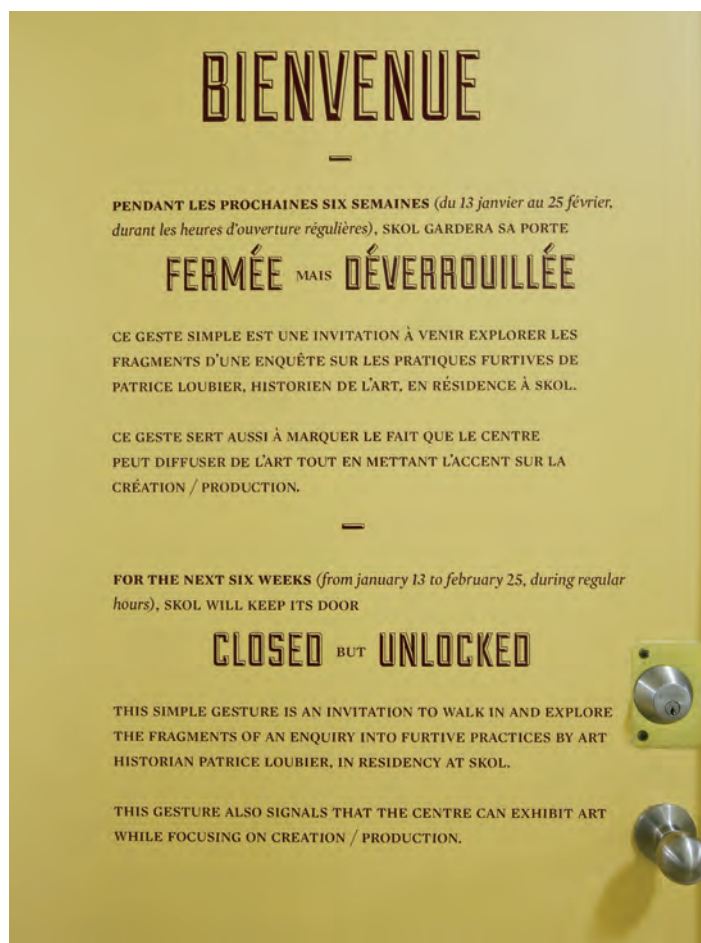 BIENVENUE
PENDANT LES PROCHAINES SIX SEMAINES (du 13 janvier au 25 février,
durant les heures d'ouverture régulières), SKOL GARDERA SA PORTE
FERMÉE MAIS DÉVERROUILLÉE
CE GESTE SIMPLE EST UNE INVITATION À VENIR EXPLORER LES
FRAGMENTS D'UNE ENQUÊTE SUR LES PRATIQUES FURTIVES DE
PATRICE LOUBIER, HISTORIEN DE L'ART, EN RÉSIDENCE À SKOL.
CE GESTE SERT AUSSI À MARQUER LE FAIT QUE LE CENTRE
PEUT DIFFUSER DE L'ART TOUT EN METTANT L'ACCENT SUR LA
CRÉATION / PRODUCTION.
FOR THE NEXT SIX WEEKS (from january 13 to february 25, during regular
hours), SKOL WILL KEEP ITS DOOR
CLOSED BUT UNLOCKED
THIS SIMPLE GESTURE IS AN INVITATION TO WALK IN AND EXPLORE
THE FRAGMENTS OF AN ENQUIRY INTO FURTIVE PRACTICES BY ART
HISTORIAN PATRICE LOUBIER, IN RESIDENCY AT SKOL.
THIS GESTURE ALSO SIGNALS THAT THE CENTRE CAN EXHIBIT ART
WHILE FOCUSING ON CREATION / PRODUCTION.